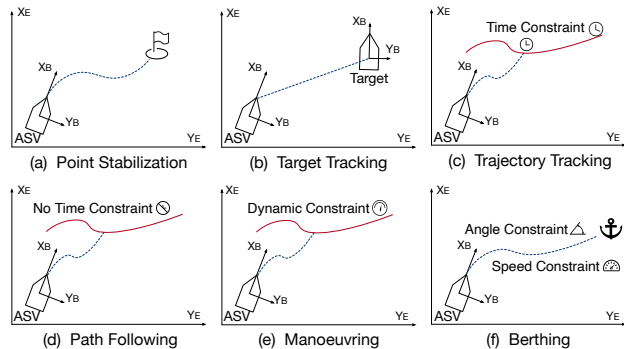 XE
XB
YB
ASV
YE
(a) Point Stabilization
XE
XB
YB
Target
XB
YB
ASV
YE
(b) Target Tracking
XE
Time Constraint
XB
YB
ASV
YE
(c) Trajectory Tracking
XE
No Time Constraint
XB
YB
ASV
YE
(d) Path Following
XE
Dynamic Constraint
XB
YB
ASV
YE
(e) Manoeuvring
XE
Angle Constraint
XB
Speed Constraint
YB
ASV
YE
(f) Berthing